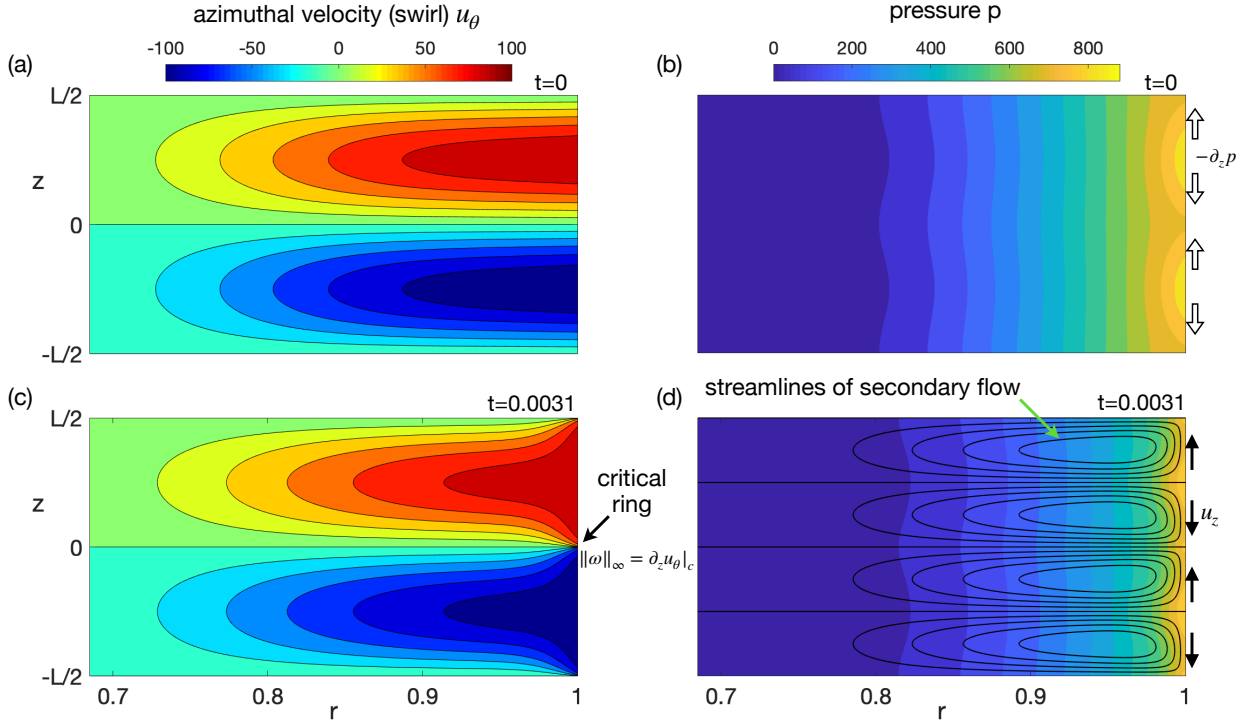 azimuthal velocity (swirl) u_θ
-100 -50 0 50 100
(a)
t=0
L/2
z
0
-L/2
pressure p
0 200 400 600 800
(b)
t=0
−∂_z p
(c)
t=0.0031
L/2
z
0
-L/2
0.7 0.8 0.9 1
r
critical
ring
‖ω‖_∞ = ∂_z u_θ|_c
streamlines of secondary flow
(d)
t=0.0031
u_z
0.7 0.8 0.9 1
r